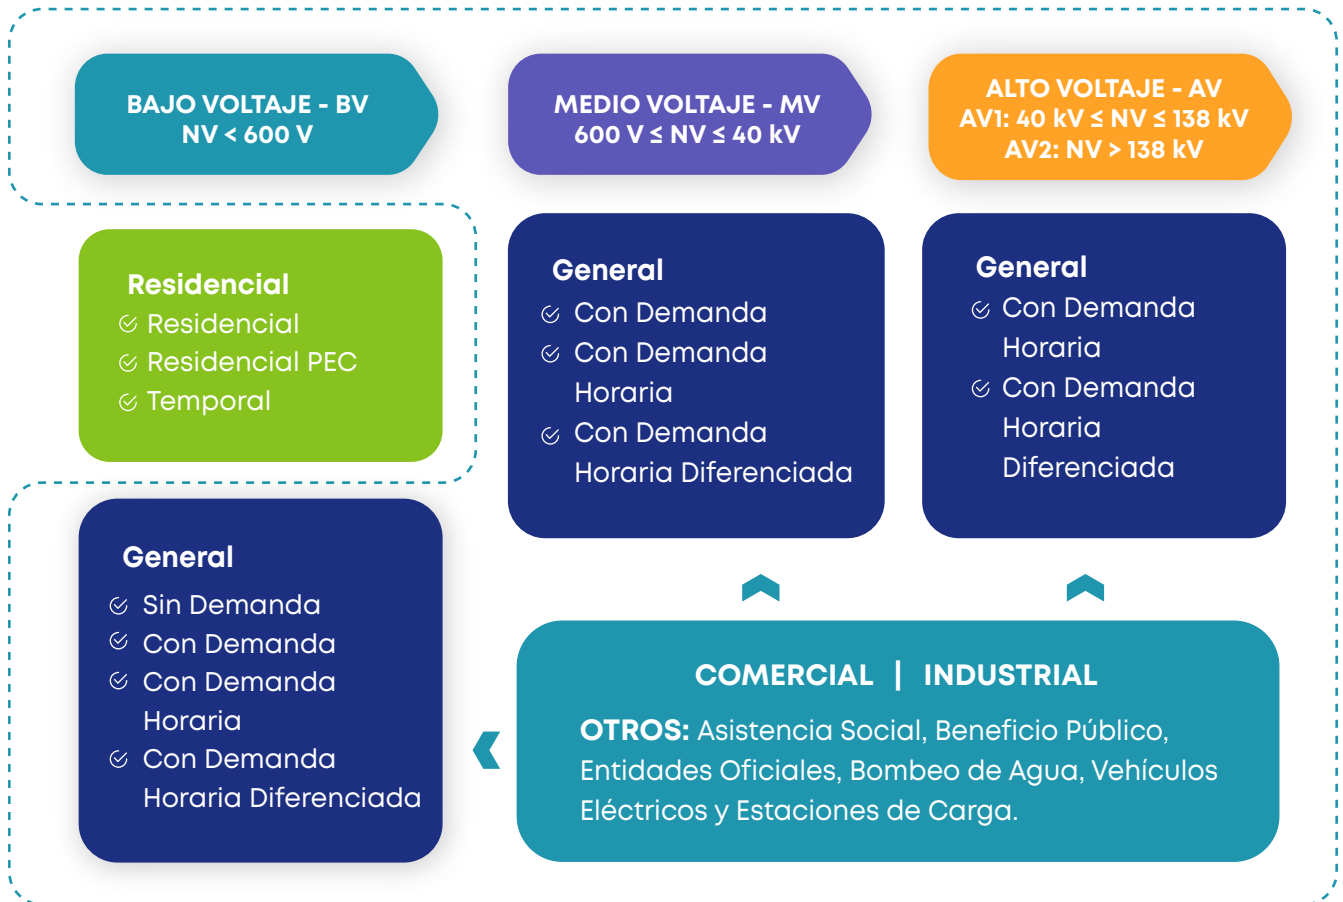 BAJO VOLTAJE - BV
NV < 600 V
MEDIO VOLTAJE - MV
600 V ≤ NV ≤ 40 kV
ALTO VOLTAJE - AV
AV1: 40 kV ≤ NV ≤ 138 kV
AV2: NV > 138 kV
Residencial
Residencial
Residencial PEC
Temporal
General
Sin Demanda
Con Demanda
Con Demanda
Horaria
Con Demanda
Horaria Diferenciada
General
Con Demanda
Con Demanda
Horaria
Con Demanda
Horaria Diferenciada
General
Con Demanda
Horaria
Con Demanda
Horaria
Diferenciada
COMERCIAL | INDUSTRIAL
OTROS: Asistencia Social, Beneficio Público,
Entidades Oficiales, Bombeo de Agua, Vehículos
Eléctricos y Estaciones de Carga.